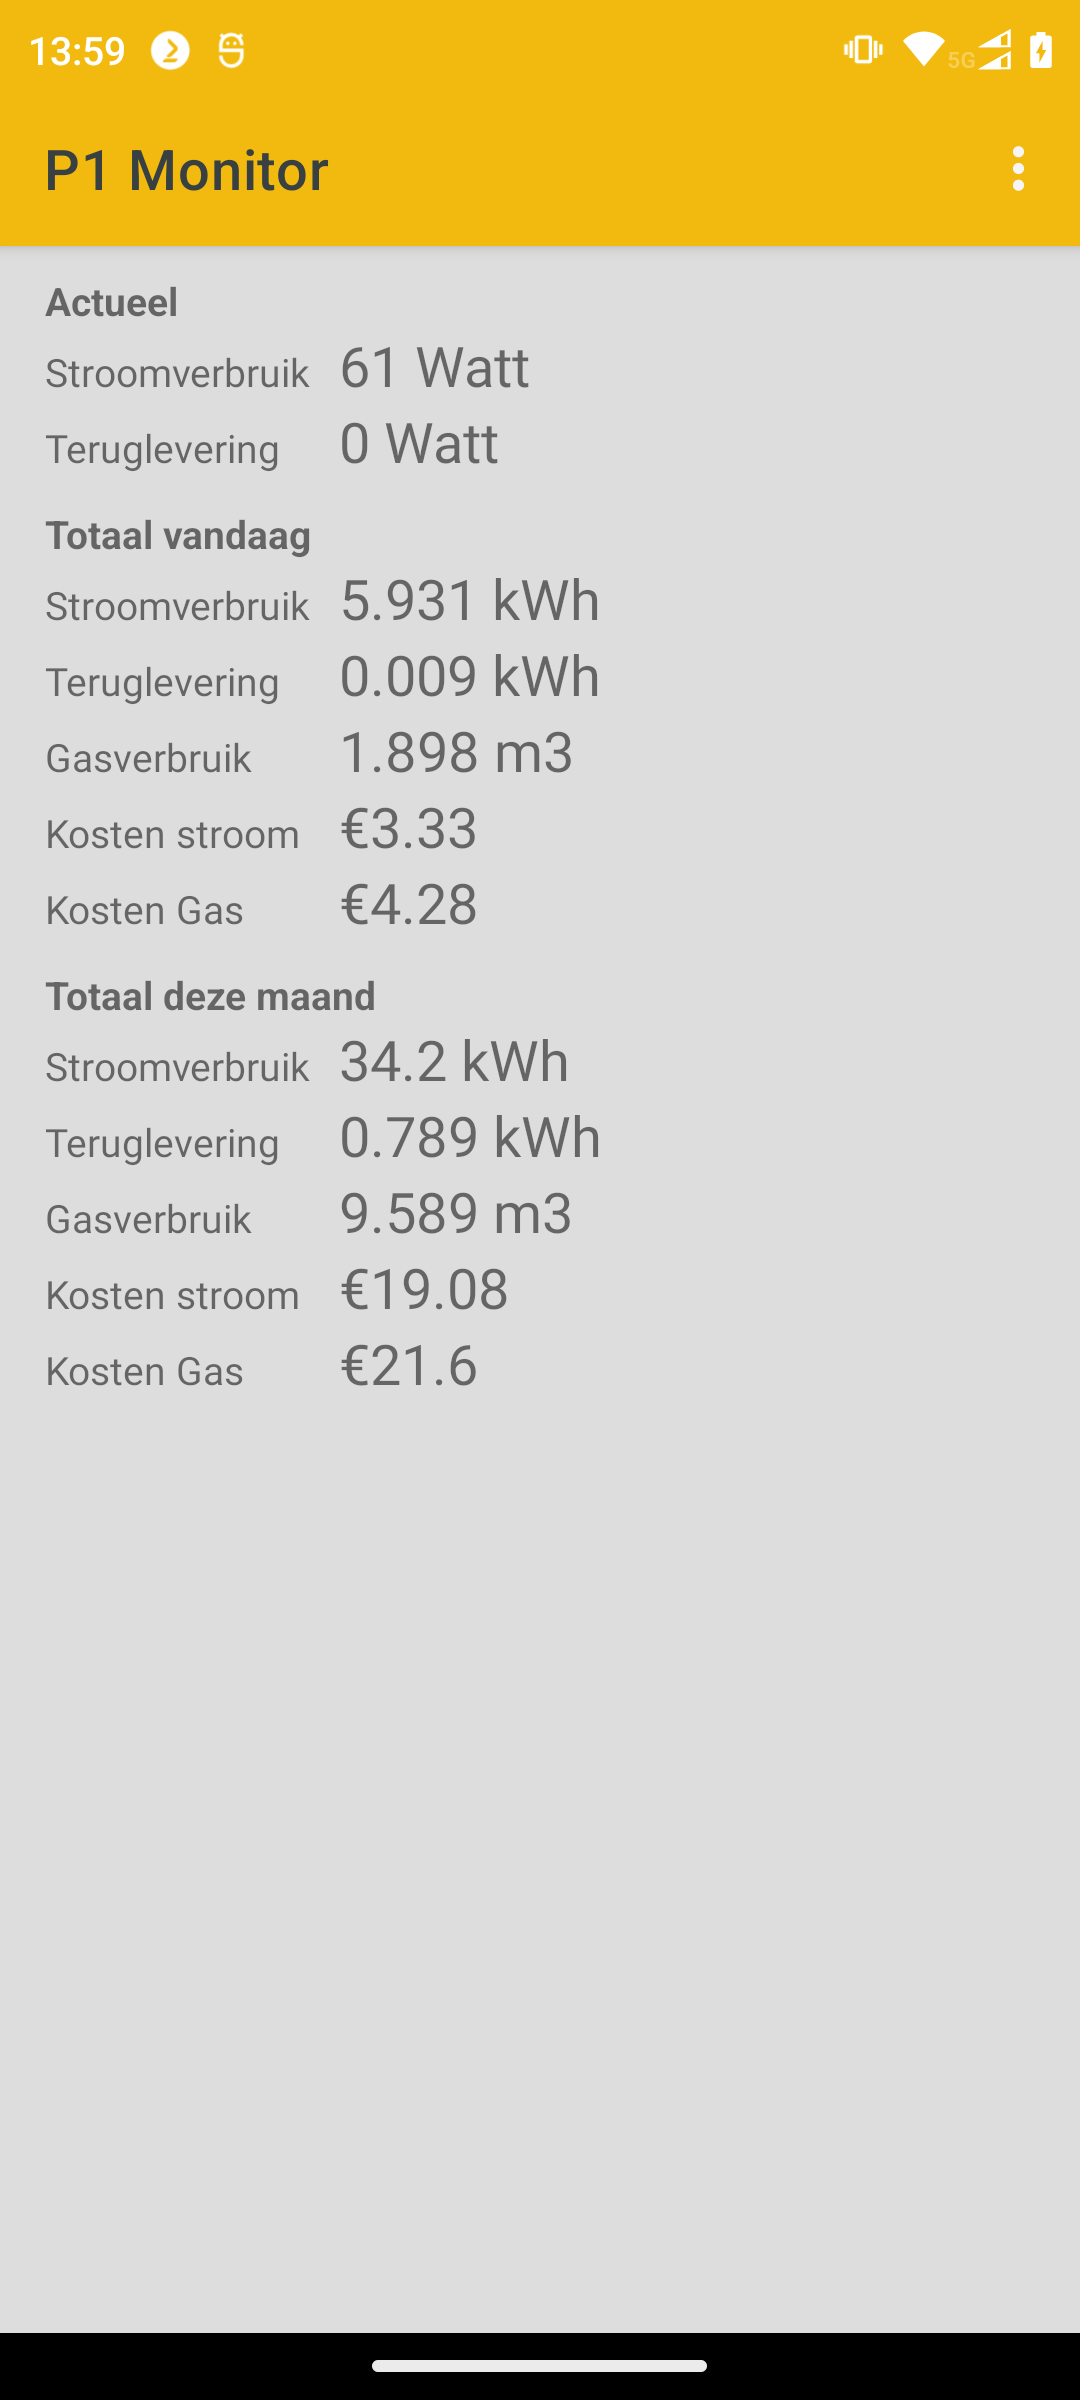 13:59
5G
P1 Monitor
Actueel
Stroomverbruik 61 Watt
Teruglevering 0 Watt
Totaal vandaag
Stroomverbruik 5.931 kWh
Teruglevering 0.009 kWh
Gasverbruik 1.898 m3
Kosten stroom €3.33
Kosten Gas €4.28
Totaal deze maand
Stroomverbruik 34.2 kWh
Teruglevering 0.789 kWh
Gasverbruik 9.589 m3
Kosten stroom €19.08
Kosten Gas €21.6